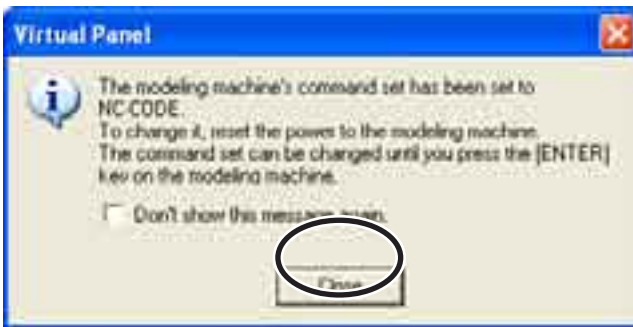 Virtual Panel
The modeling machine's command set has been set to
NC-CODE.
To change it, reset the power to the modeling machine.
The command set can be changed until you press the [ENTER]
key on the modeling machine.
Don't show this message again.
Close